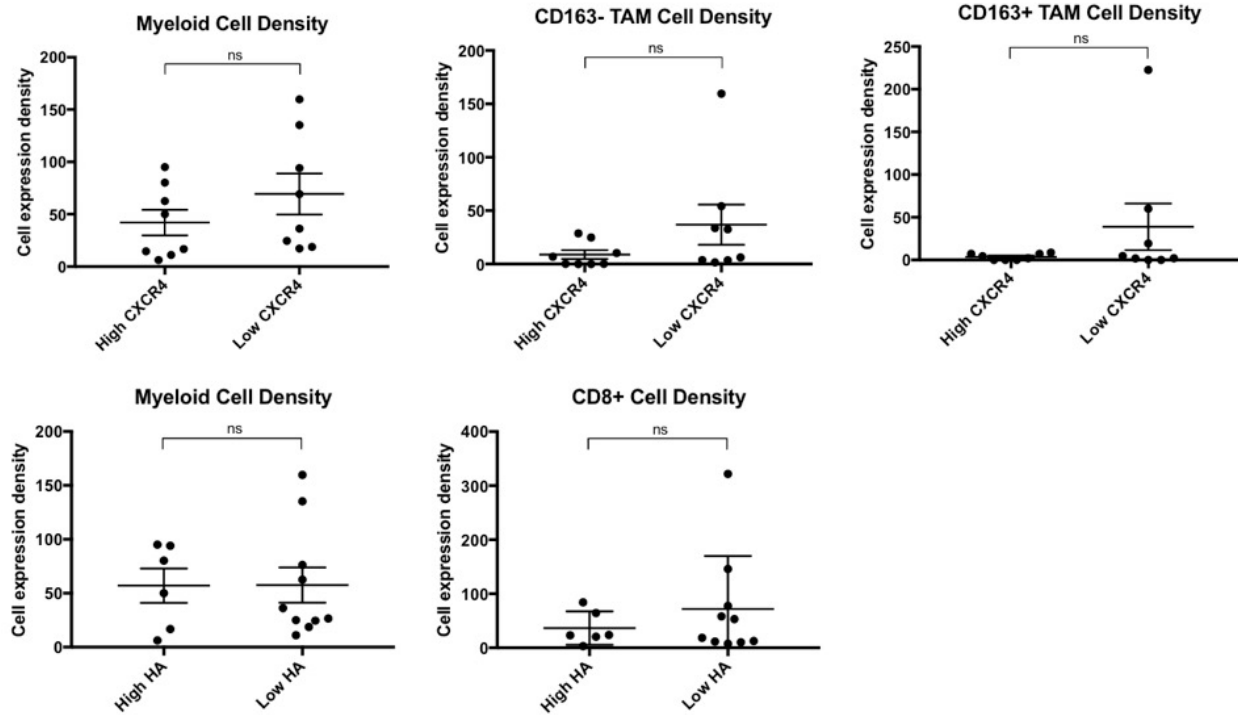 Myeloid Cell Density
ns
Cell expression density
200
150
100
50
0
High CXCR4
Low CXCR4
CD163- TAM Cell Density
ns
Cell expression density
200
150
100
50
0
High CXCR4
Low CXCR4
CD163+ TAM Cell Density
ns
Cell expression density
250
200
150
100
50
0
High CXCR4
Low CXCR4
Myeloid Cell Density
ns
Cell expression density
200
150
100
50
0
High HA
Low HA
CD8+ Cell Density
ns
Cell expression density
400
300
200
100
0
High HA
Low HA